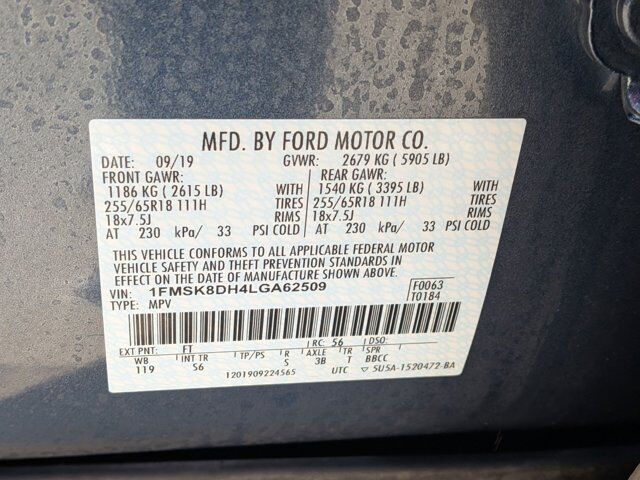 MFD. BY FORD MOTOR CO.
DATE: 09/19 GVWR: 2679 KG ( 5905 LB)
FRONT GAWR: REAR GAWR:
1186 KG ( 2615 LB) WITH 1540 KG ( 3395 LB) WITH
255/65R18 111H TIRES 255/65R18 111H TIRES
18x7.5J RIMS 18x7.5J RIMS
AT 230 kPa/ 33 PSI COLD AT 230 kPa/ 33 PSI COLD
THIS VEHICLE CONFORMS TO ALL APPLICABLE FEDERAL MOTOR
VEHICLE SAFETY AND THEFT PREVENTION STANDARDS IN
EFFECT ON THE DATE OF MANUFACTURE SHOWN ABOVE.
VIN: 1FMSK8DH4LGA62509 F0063
TYPE: MPV T0184
EXT PNT: FT RC: 56 DSO:
WB INT TR TP/PS R AXLE TR SPR
119 S6 S 3B T BBCC
1201909224565 UTC ▽ 5U5A-1520472-BA